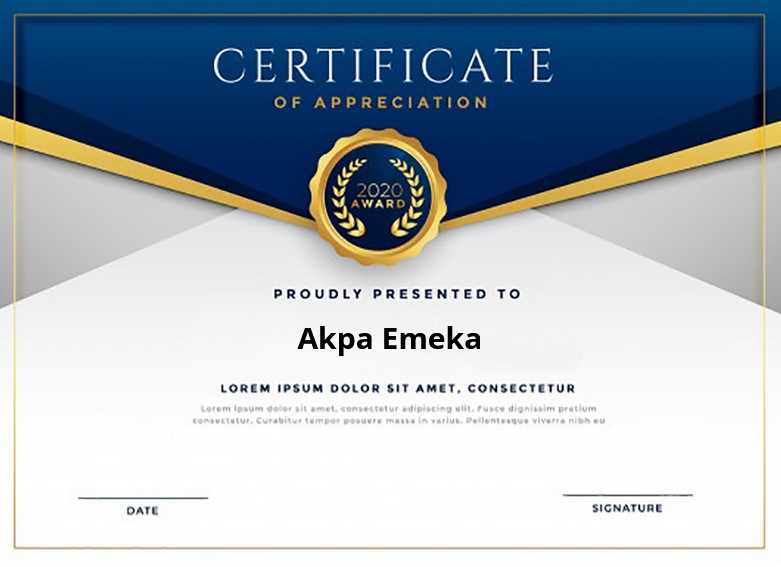 CERTIFICATE
OF APPRECIATION
2020
AWARD
PROUDLY PRESENTED TO
Akpa Emeka
LOREM IPSUM DOLOR SIT AMET, CONSECTETUR
Lorem ipsum dolor sit amet, consectetur adipiscing elit. Fusce dignissim pretium
consectetur. Curabitur tempor posuere massa in varius. Pellentesque viverra nibh eu
DATE
SIGNATURE